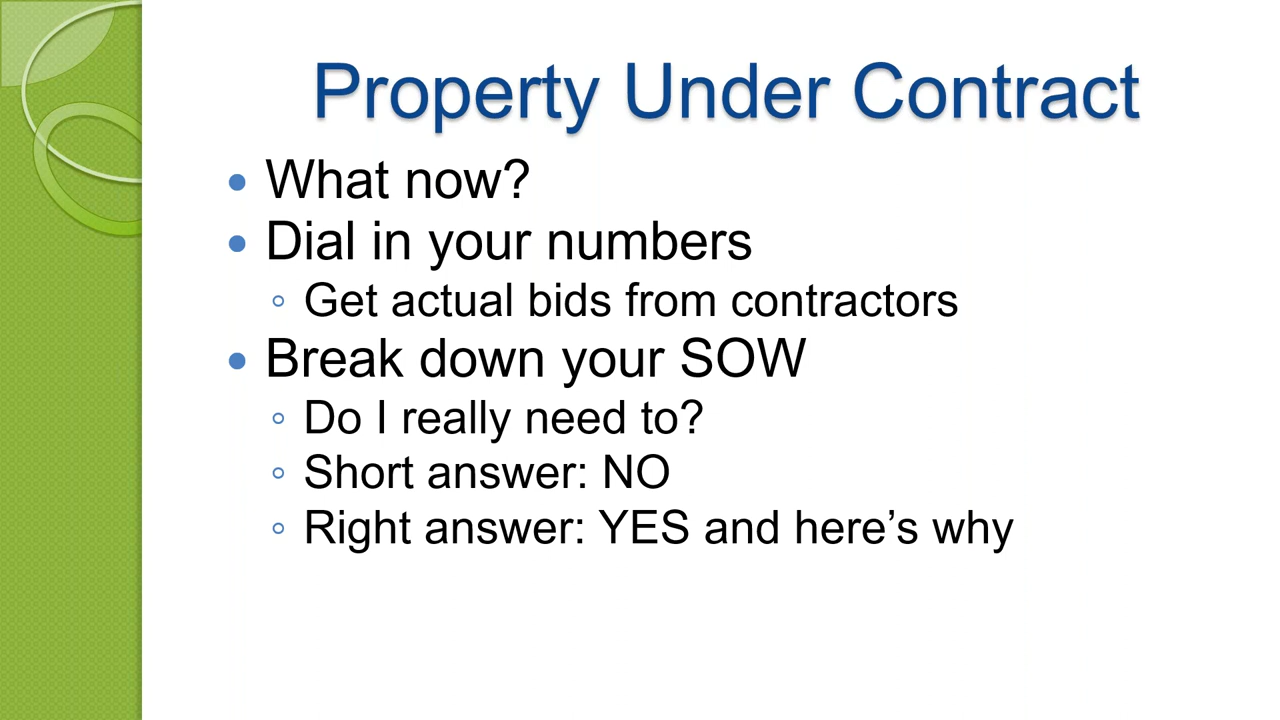 Property Under Contract
• What now?
• Dial in your numbers
◦ Get actual bids from contractors
• Break down your SOW
◦ Do I really need to?
◦ Short answer: NO
◦ Right answer: YES and here’s why